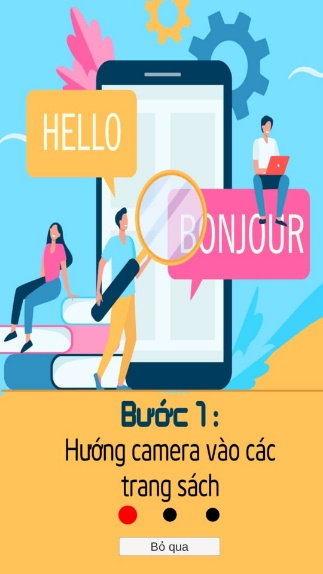 HELLO
BONJOUR
Bước 1:
Hướng camera vào các
trang sách
Bỏ qua